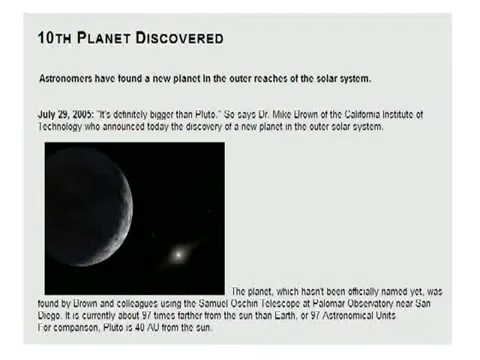 10TH PLANET DISCOVERED
Astronomers have found a new planet in the outer reaches of the solar system.
July 29, 2005: "It's definitely bigger than Pluto." So says Dr. Mike Brown of the California Institute of
Technology who announced today the discovery of a new planet in the outer solar system.
The planet, which hasn't been officially named yet, was
found by Brown and colleagues using the Samuel Oschin Telescope at Palomar Observatory near San
Diego. It is currently about 97 times farther from the sun than Earth, or 97 Astronomical Units
For comparison, Pluto is 40 AU from the sun.